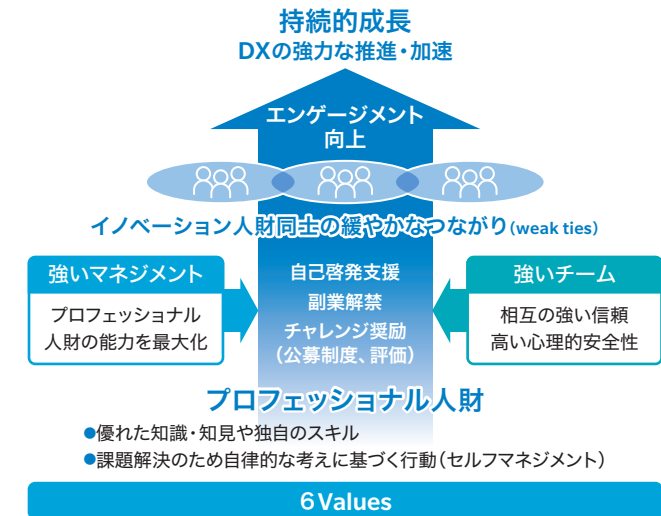 持続的成長
DXの強力な推進・加速
エンゲージメント
向上
イノベーション人財同士の緩やかなつながり(weak ties)
強いマネジメント
プロフェッショナル
人財の能力を最大化
自己啓発支援
副業解禁
チャレンジ奨励
(公募制度、評価)
強いチーム
相互の強い信頼
高い心理的安全性
プロフェッショナル人財
●優れた知識・知見や独自のスキル
●課題解決のため自律的な考えに基づく行動(セルフマネジメント)
6Values